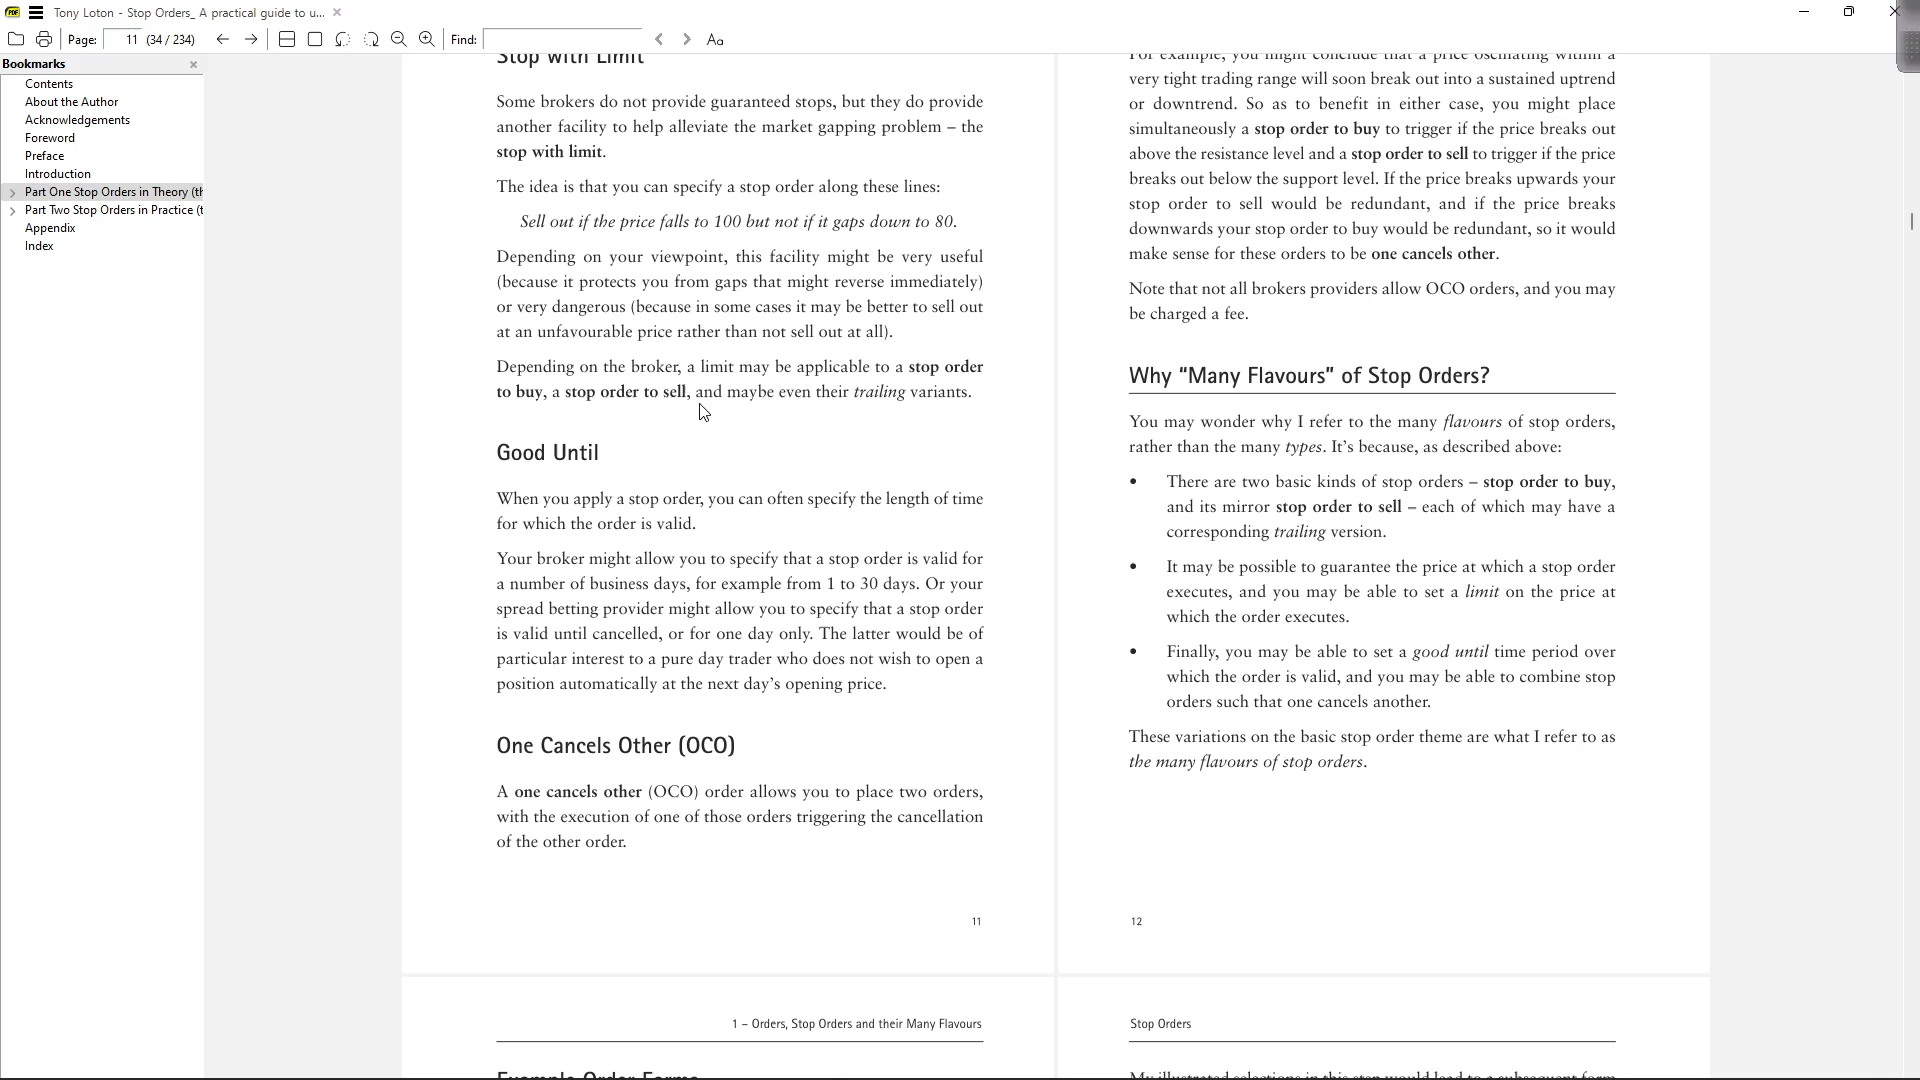 Tony Loton - Stop Orders_ A practical guide to u...
Page: 11 (34 / 234) Find: Aa
Bookmarks
Contents
About the Author
Acknowledgements
Foreword
Preface
Introduction
Part One Stop Orders in Theory (th
Part Two Stop Orders in Practice (t
Appendix
Index
Stop with Limit
Some brokers do not provide guaranteed stops, but they do provide
another facility to help alleviate the market gapping problem – the
stop with limit.
The idea is that you can specify a stop order along these lines:
Sell out if the price falls to 100 but not if it gaps down to 80.
Depending on your viewpoint, this facility might be very useful
(because it protects you from gaps that might reverse immediately)
or very dangerous (because in some cases it may be better to sell out
at an unfavourable price rather than not sell out at all).
Depending on the broker, a limit may be applicable to a stop order
to buy, a stop order to sell, and maybe even their trailing variants.
Good Until
When you apply a stop order, you can often specify the length of time
for which the order is valid.
Your broker might allow you to specify that a stop order is valid for
a number of business days, for example from 1 to 30 days. Or your
spread betting provider might allow you to specify that a stop order
is valid until cancelled, or for one day only. The latter would be of
particular interest to a pure day trader who does not wish to open a
position automatically at the next day's opening price.
One Cancels Other (OCO)
A one cancels other (OCO) order allows you to place two orders,
with the execution of one of those orders triggering the cancellation
of the other order.
11
For example, you might conclude that a price oscillating within a
very tight trading range will soon break out into a sustained uptrend
or downtrend. So as to benefit in either case, you might place
simultaneously a stop order to buy to trigger if the price breaks out
above the resistance level and a stop order to sell to trigger if the price
breaks out below the support level. If the price breaks upwards your
stop order to sell would be redundant, and if the price breaks
downwards your stop order to buy would be redundant, so it would
make sense for these orders to be one cancels other.
Note that not all brokers providers allow OCO orders, and you may
be charged a fee.
Why “Many Flavours” of Stop Orders?
You may wonder why I refer to the many flavours of stop orders,
rather than the many types. It's because, as described above:
• There are two basic kinds of stop orders – stop order to buy,
and its mirror stop order to sell – each of which may have a
corresponding trailing version.
• It may be possible to guarantee the price at which a stop order
executes, and you may be able to set a limit on the price at
which the order executes.
• Finally, you may be able to set a good until time period over
which the order is valid, and you may be able to combine stop
orders such that one cancels another.
These variations on the basic stop order theme are what I refer to as
the many flavours of stop orders.
12
1 – Orders, Stop Orders and their Many Flavours
Example Order Forms
Stop Orders
My illustrated selections in this step would lead to a subsequent form